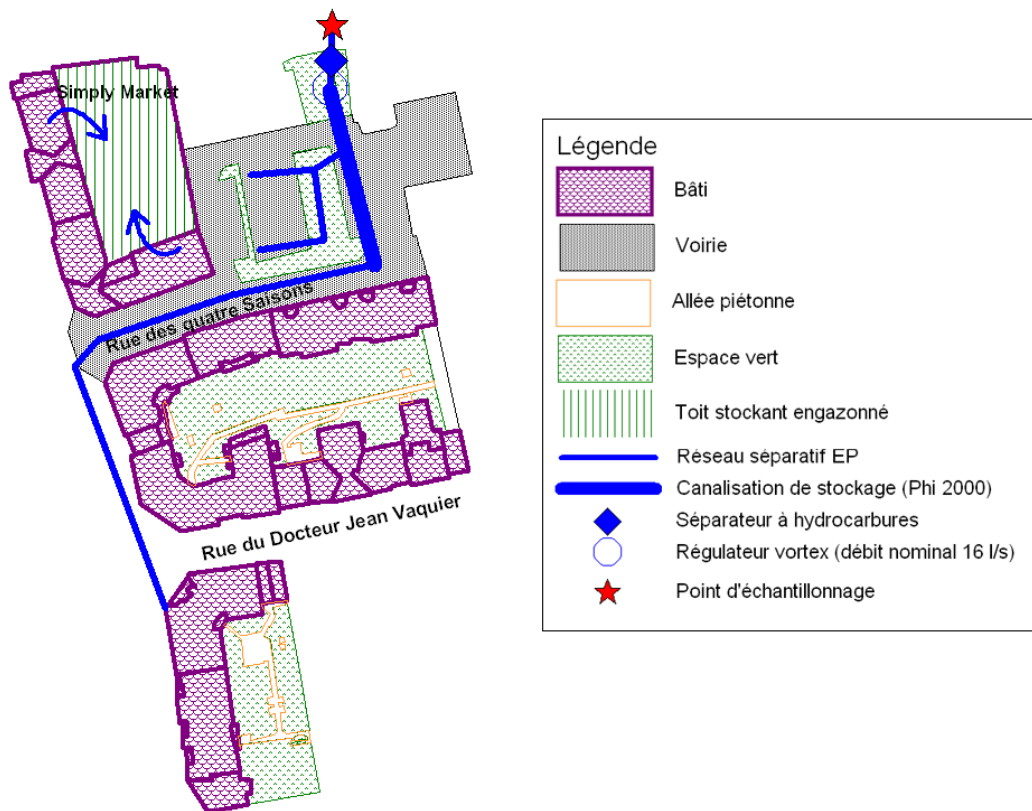 Simply Market
Rue des quatre Saisons
Rue du Docteur Jean Vaquier
Légende
Bâti
Voirie
Allée piétonne
Espace vert
Toit stockant engazonné
Réseau séparatif EP
Canalisation de stockage (Phi 2000)
Séparateur à hydrocarbures
Régulateur vortex (débit nominal 16 l/s)
Point d'échantillonnage